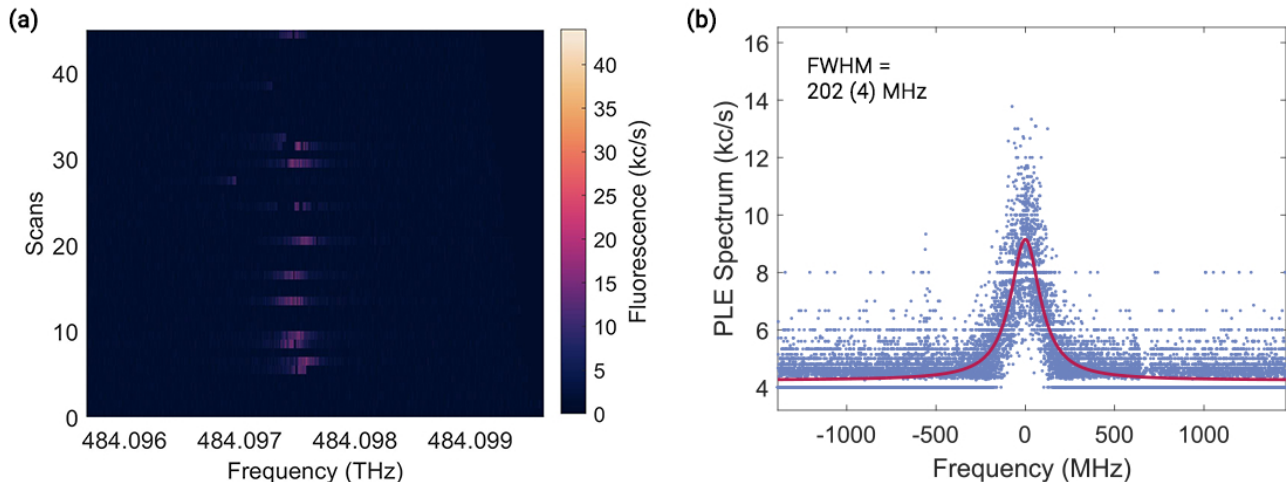 (a)
Scans
40
30
20
10
0
484.096 484.097 484.098 484.099
Frequency (THz)
40
35
30
25
20
15
10
5
0
Fluorescence (kc/s)
(b)
FWHM =
202 (4) MHz
PLE Spectrum (kc/s)
16
14
12
10
8
6
4
-1000 -500 0 500 1000
Frequency (MHz)